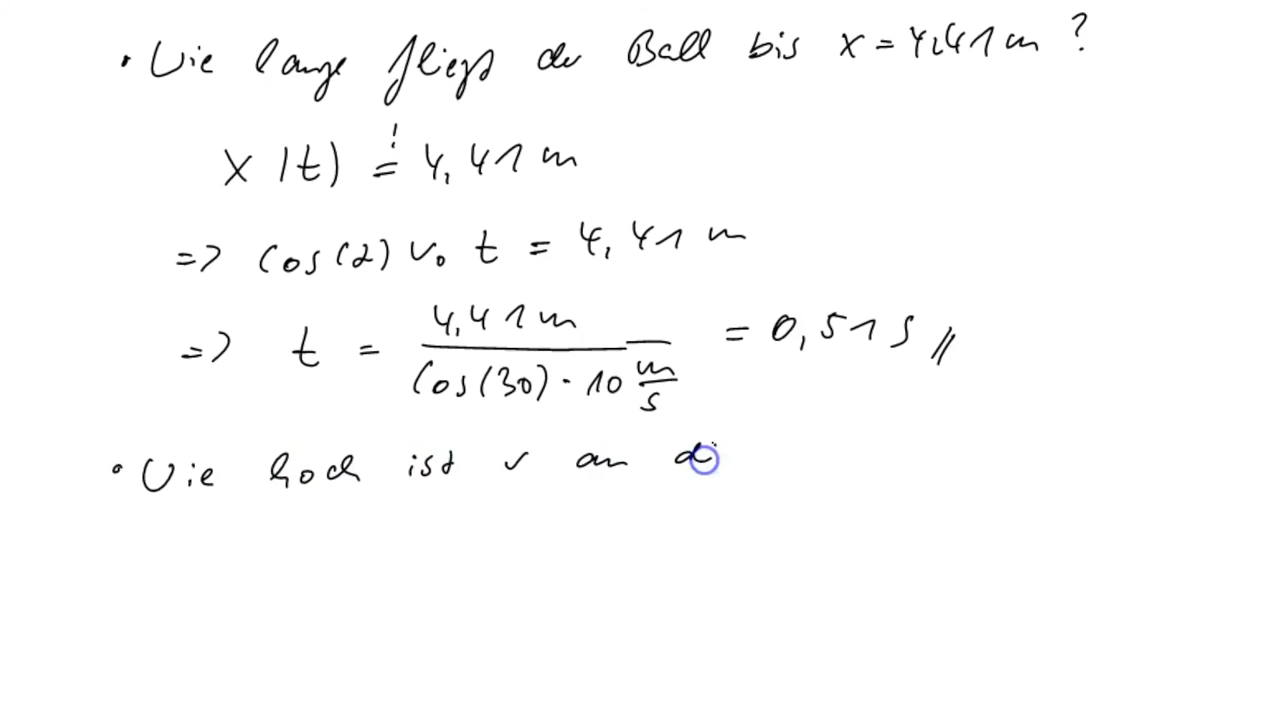 • Wie lange fliegt der Ball bis x = 4,41 m ?
x(t) =! 4,41 m
=> cos(α) v₀ t = 4,41 m
=> t = 4,41 m / (cos(30) · 10 m/s) = 0,51 s //
• Wie hoch ist v an di